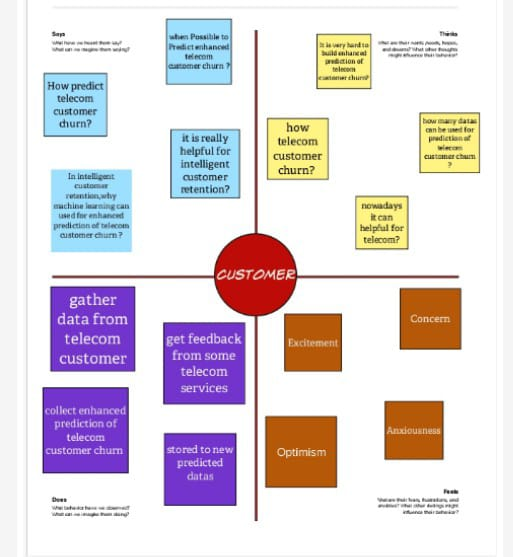 Says
What have we heard them say?
What can we imagine them saying?
when Possible to
Predict enhanced
telecom
customer churn ?
How predict
telecom
customer
churn?
it is really
helpful for
intelligent
customer
retention?
In intelligent
customer
retention,why
machine learning can
used for enhanced
prediction of telecom
customer churn ?
Thinks
What are their wants, needs, hopes,
and dreams? What other thoughts
might influence their behavior?
It is very hard to
build enhanced
prediction of
telecom
customer churn?
how
telecom
customer
churn?
how many datas
can be used for
prediction of
telecom
customer churn
?
nowadays
it can
helpful for
telecom?
CUSTOMER
gather
data from
telecom
customer
get feedback
from some
telecom
services
collect enhanced
prediction of
telecom
customer churn
stored to new
predicted
datas
Does
What behavior have we observed?
What can we imagine them doing?
Excitement
Concern
Optimism
Anxiousness
Feels
What are their fears, frustrations, and
anxieties? What other feelings might
influence their behavior?